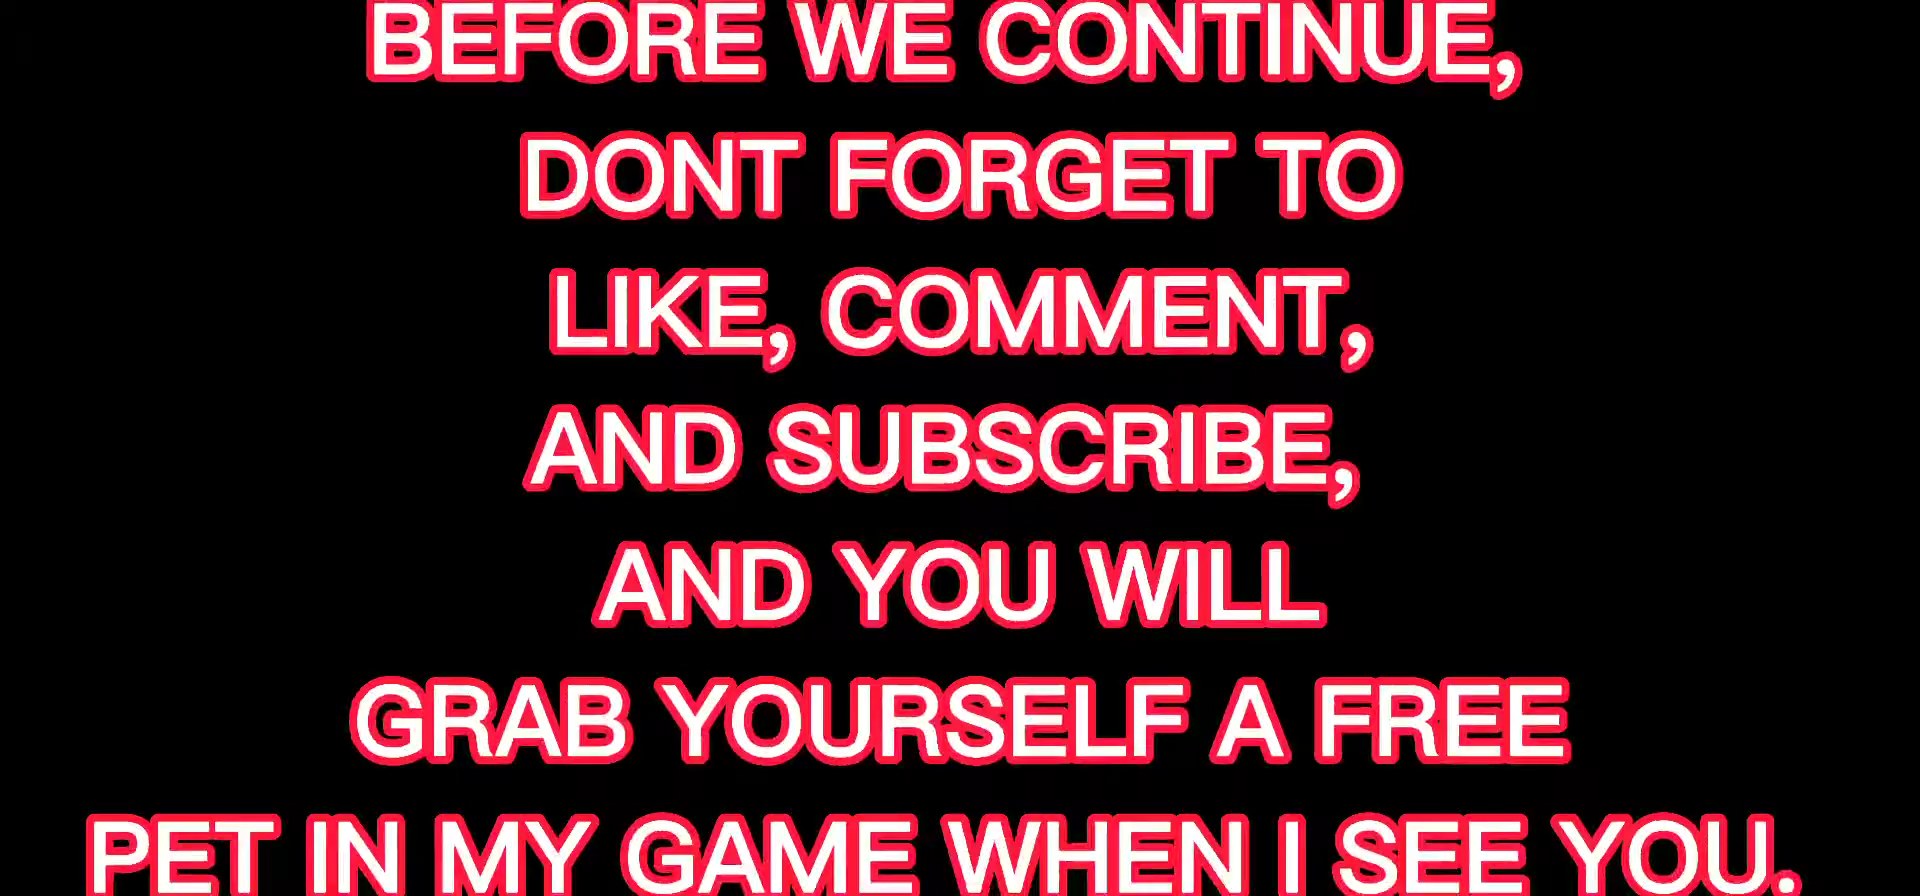 BEFORE WE CONTINUE,
DONT FORGET TO
LIKE, COMMENT,
AND SUBSCRIBE,
AND YOU WILL
GRAB YOURSELF A FREE
PET IN MY GAME WHEN I SEE YOU.